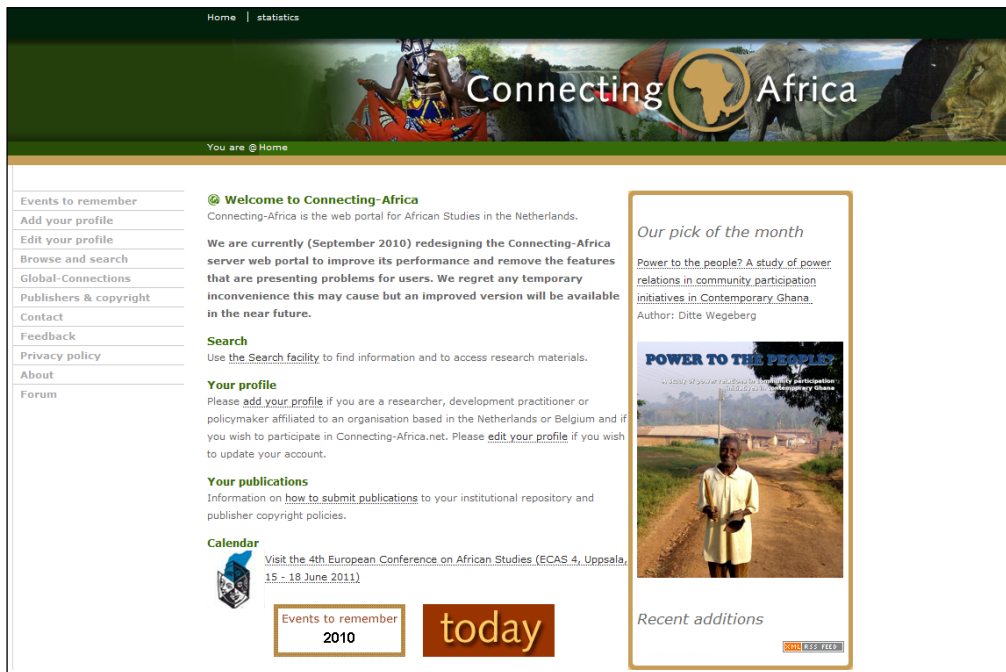 Home | statistics
Connecting Africa
You are @ Home
Events to remember
Add your profile
Edit your profile
Browse and search
Global-Connections
Publishers & copyright
Contact
Feedback
Privacy policy
About
Forum
@ Welcome to Connecting-Africa
Connecting-Africa is the web portal for African Studies in the Netherlands.
We are currently (September 2010) redesigning the Connecting-Africa
server web portal to improve its performance and remove the features
that are presenting problems for users. We regret any temporary
inconvenience this may cause but an improved version will be available
in the near future.
Search
Use the Search facility to find information and to access research materials.
Your profile
Please add your profile if you are a researcher, development practitioner or
policymaker affiliated to an organisation based in the Netherlands or Belgium and if
you wish to participate in Connecting-Africa.net. Please edit your profile if you wish
to update your account.
Your publications
Information on how to submit publications to your institutional repository and
publisher copyright policies.
Calendar
Visit the 4th European Conference on African Studies (ECAS 4, Uppsala,
15 - 18 June 2011)
Events to remember
2010
today
Our pick of the month
Power to the people? A study of power
relations in community participation
initiatives in Contemporary Ghana
Author: Ditte Wegeberg
POWER TO THE PEOPLE?
A study of power relations in community participation
initiatives in contemporary Ghana
Recent additions
XML RSS FEED